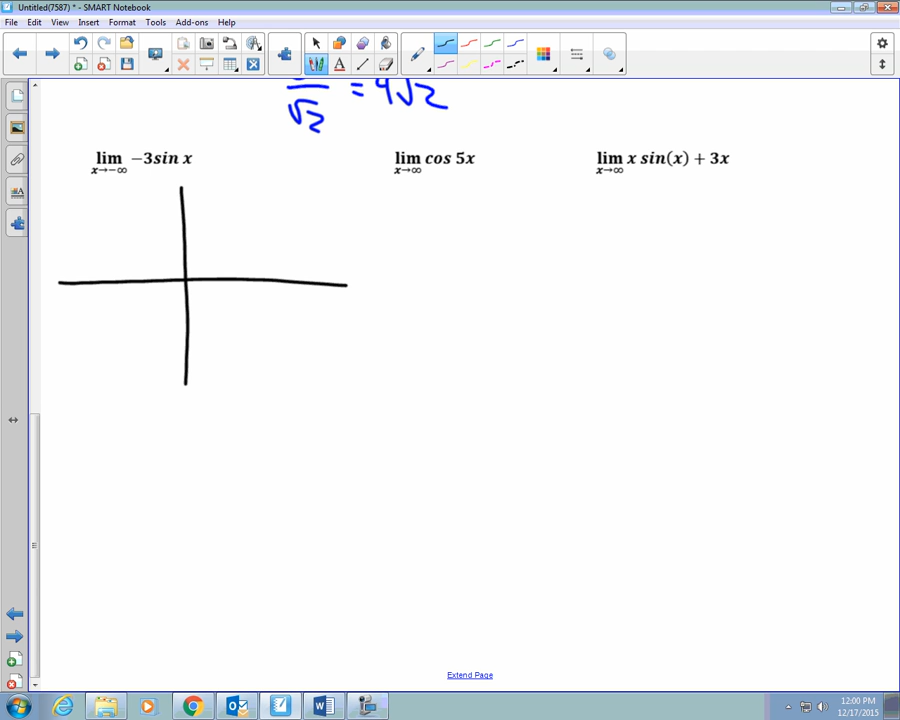 Untitled(7587) * - SMART Notebook
File Edit View Insert Format Tools Add-ons Help
√2 = 4√2
lim x→−∞ −3sin x
lim x→∞ cos 5x
lim x→∞ x sin(x) + 3x
Extend Page
12:00 PM
12/17/2015